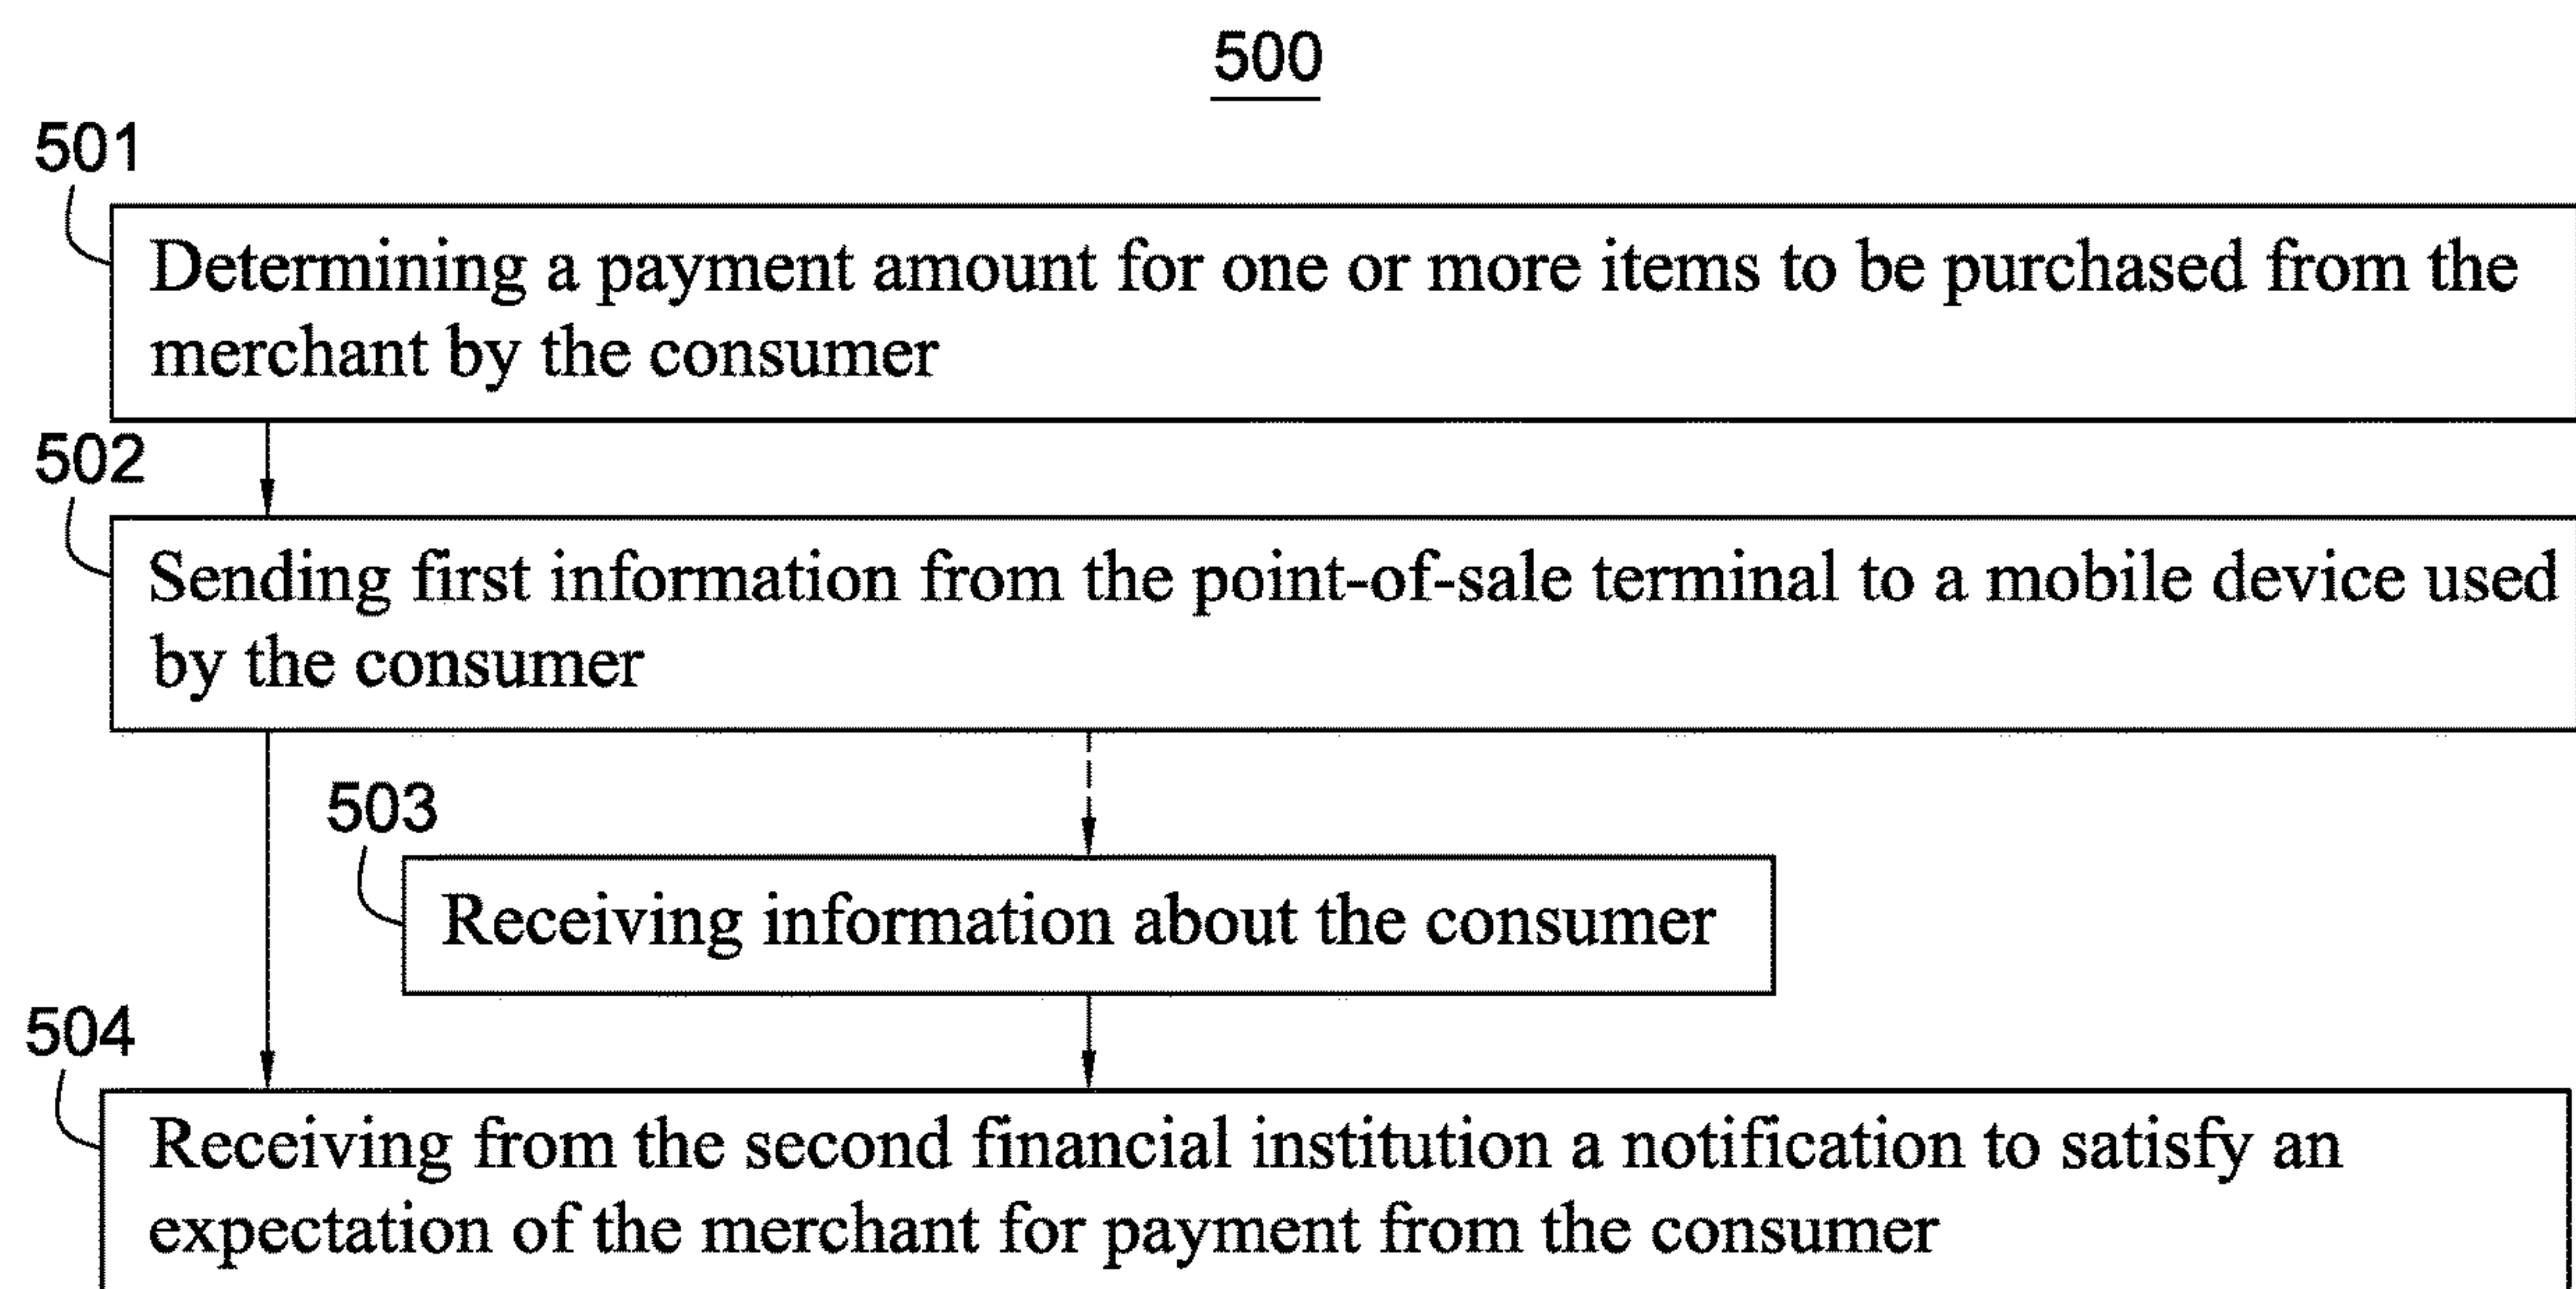 500
501
Determining a payment amount for one or more items to be purchased from the
merchant by the consumer
502
Sending first information from the point-of-sale terminal to a mobile device used
by the consumer
503
Receiving information about the consumer
504
Receiving from the second financial institution a notification to satisfy an
expectation of the merchant for payment from the consumer